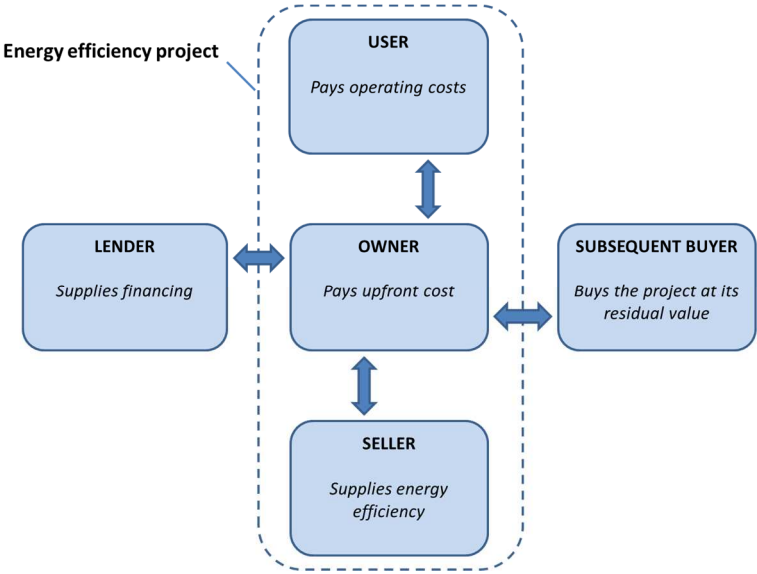 Energy efficiency project
USER
Pays operating costs
LENDER
Supplies financing
OWNER
Pays upfront cost
SUBSEQUENT BUYER
Buys the project at its
residual value
SELLER
Supplies energy
efficiency